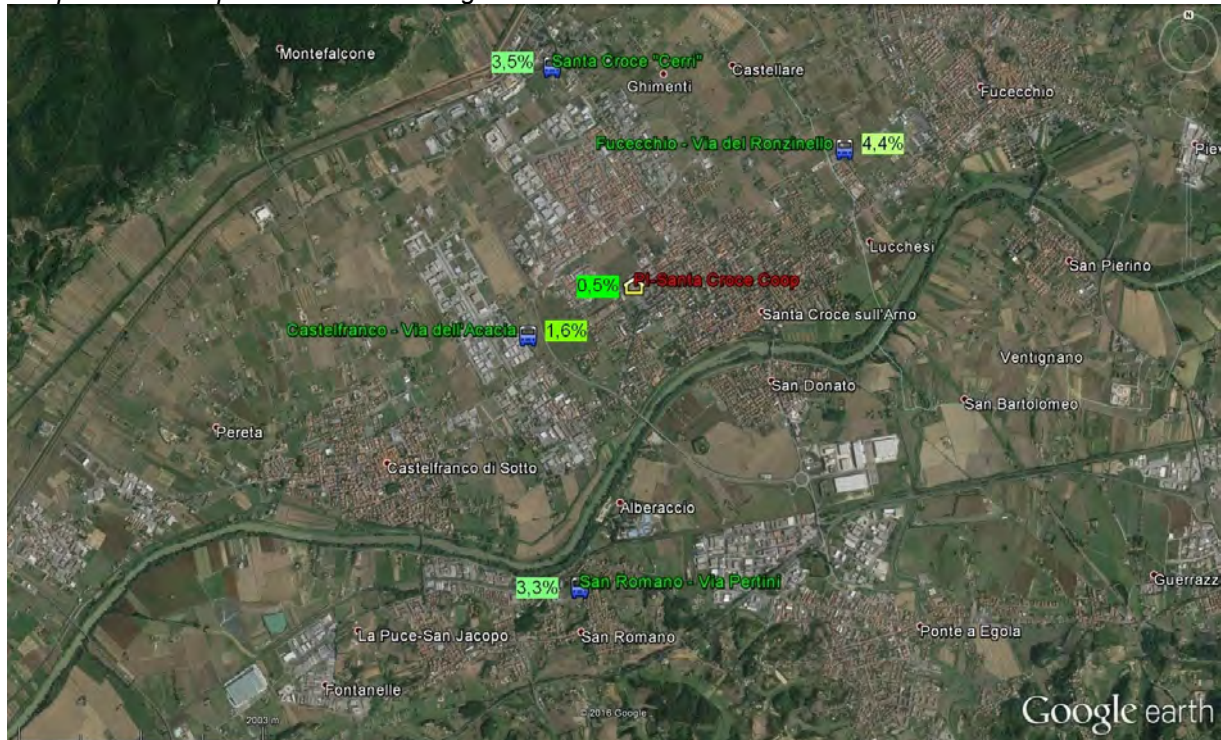 Montefalcone
3,5% Santa Croce "Cerri"
Ghimenti
Castellare
Fucecchio
Fucecchio - Via del Ronzinello 4,4%
Lucchesi
San Pierino
0,5% PI-Santa Croce Coop
Santa Croce sull'Arno
Castelfranco - Via dell'Acacia 1,6%
Ventignano
San Donato
San Bartolomeo
Pereta
Castelfranco di Sotto
Alberaccio
3,3% San Romano - Via Pertini
Guerrazz
La Puce-San Jacopo
San Romano
Ponte a Egola
Fontanelle
2003 m
© 2016 Google
Google earth